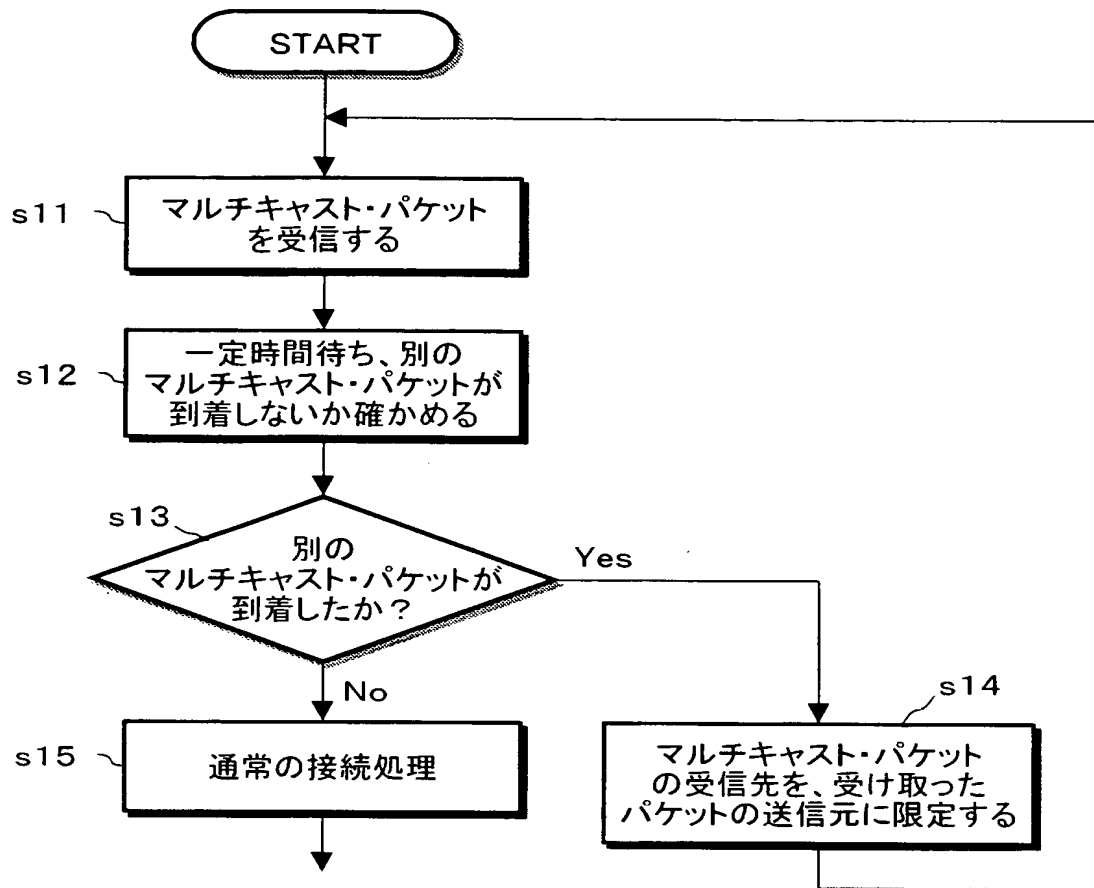 START
s11
マルチキャスト・パケット
を受信する
s12
一定時間待ち、別の
マルチキャスト・パケットが
到着しないか確かめる
s13
別の
マルチキャスト・パケットが
到着したか？
Yes
No
s14
マルチキャスト・パケット
の受信先を、受け取った
パケットの送信元に限定する
s15
通常の接続処理